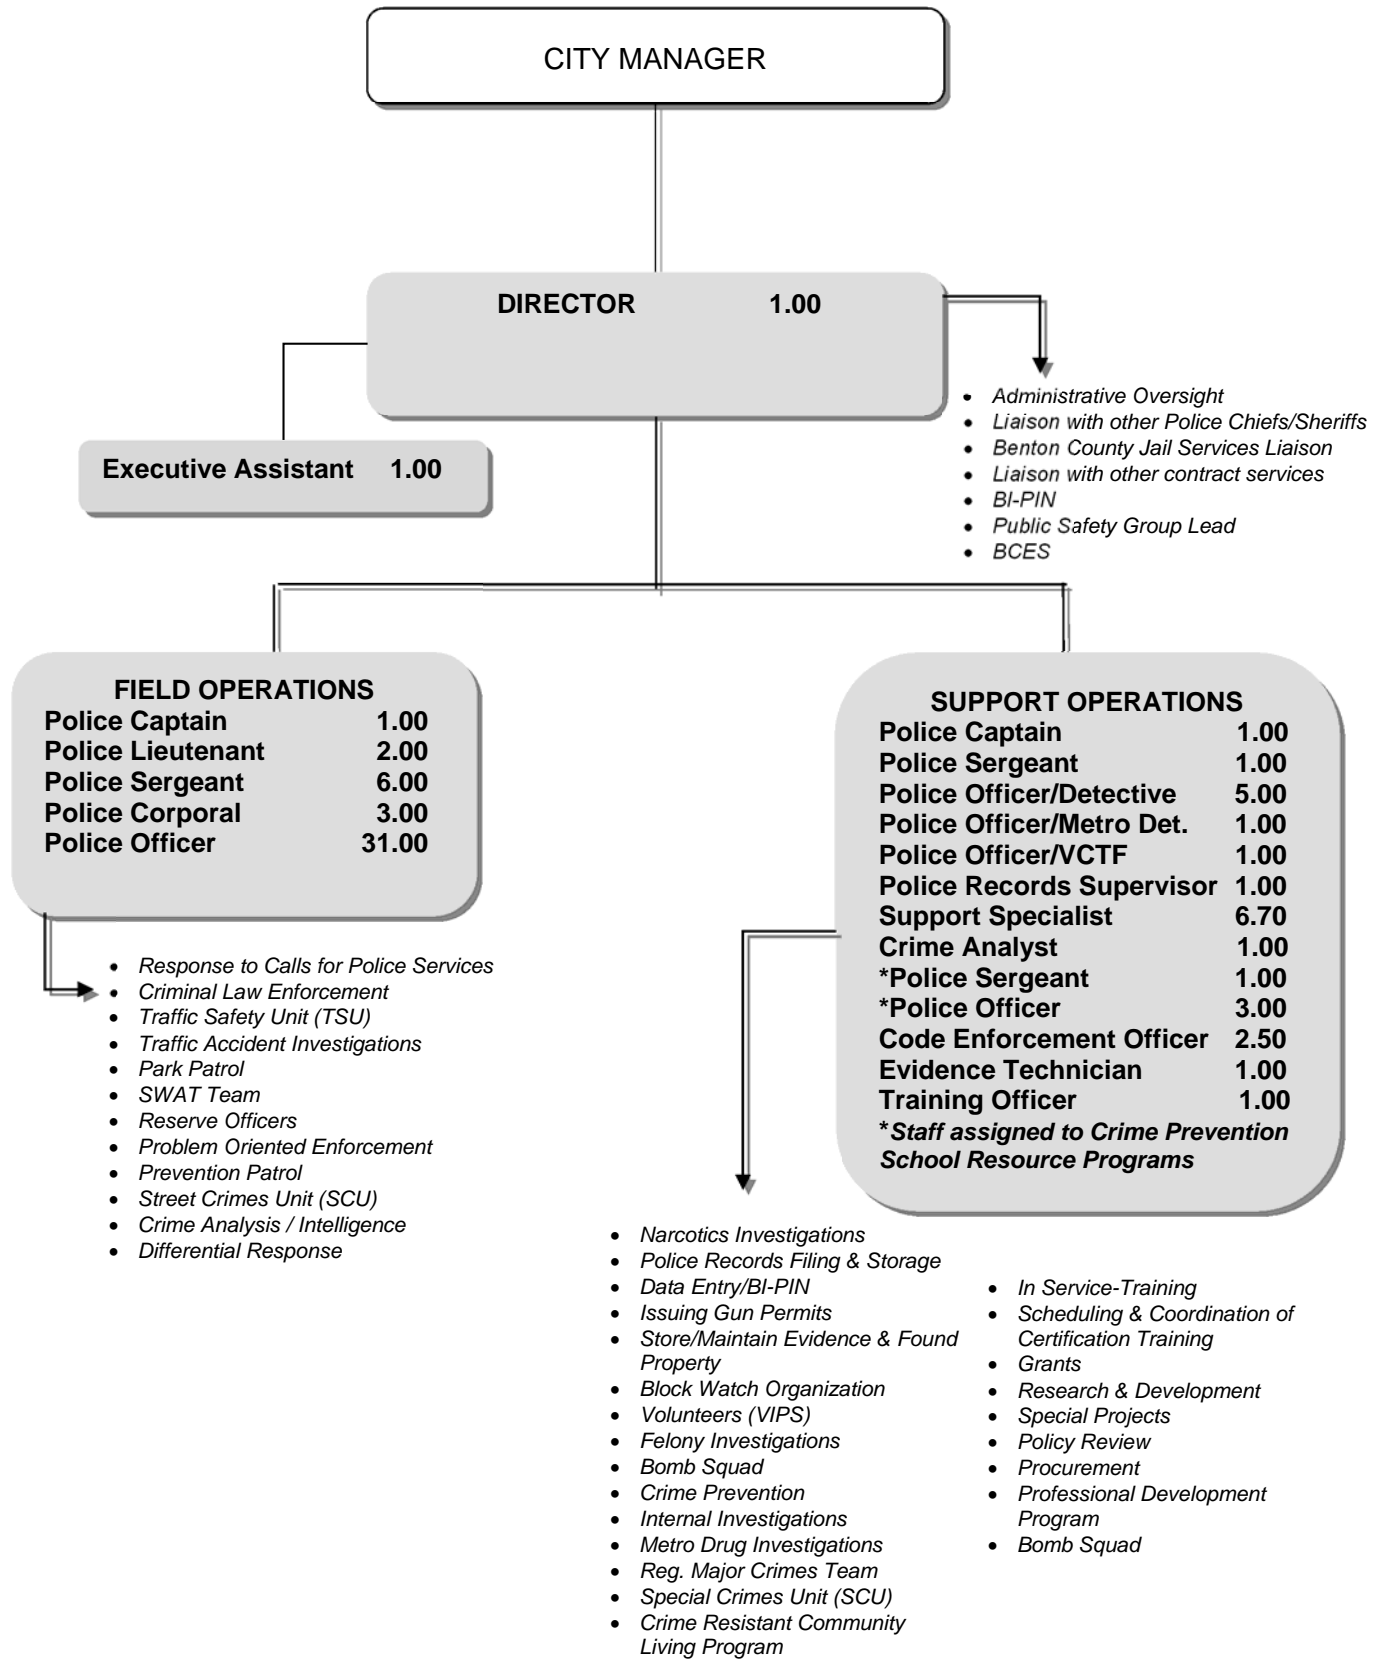 CITY MANAGER
DIRECTOR 1.00
Executive Assistant 1.00
• Administrative Oversight
• Liaison with other Police Chiefs/Sheriffs
• Benton County Jail Services Liaison
• Liaison with other contract services
• BI-PIN
• Public Safety Group Lead
• BCES
FIELD OPERATIONS
Police Captain 1.00
Police Lieutenant 2.00
Police Sergeant 6.00
Police Corporal 3.00
Police Officer 31.00
• Response to Calls for Police Services
• Criminal Law Enforcement
• Traffic Safety Unit (TSU)
• Traffic Accident Investigations
• Park Patrol
• SWAT Team
• Reserve Officers
• Problem Oriented Enforcement
• Prevention Patrol
• Street Crimes Unit (SCU)
• Crime Analysis / Intelligence
• Differential Response
SUPPORT OPERATIONS
Police Captain 1.00
Police Sergeant 1.00
Police Officer/Detective 5.00
Police Officer/Metro Det. 1.00
Police Officer/VCTF 1.00
Police Records Supervisor 1.00
Support Specialist 6.70
Crime Analyst 1.00
*Police Sergeant 1.00
*Police Officer 3.00
Code Enforcement Officer 2.50
Evidence Technician 1.00
Training Officer 1.00
*Staff assigned to Crime Prevention
School Resource Programs
• Narcotics Investigations
• Police Records Filing & Storage
• Data Entry/BI-PIN
• Issuing Gun Permits
• Store/Maintain Evidence & Found
Property
• Block Watch Organization
• Volunteers (VIPS)
• Felony Investigations
• Bomb Squad
• Crime Prevention
• Internal Investigations
• Metro Drug Investigations
• Reg. Major Crimes Team
• Special Crimes Unit (SCU)
• Crime Resistant Community
Living Program
• In Service-Training
• Scheduling & Coordination of
Certification Training
• Grants
• Research & Development
• Special Projects
• Policy Review
• Procurement
• Professional Development
Program
• Bomb Squad